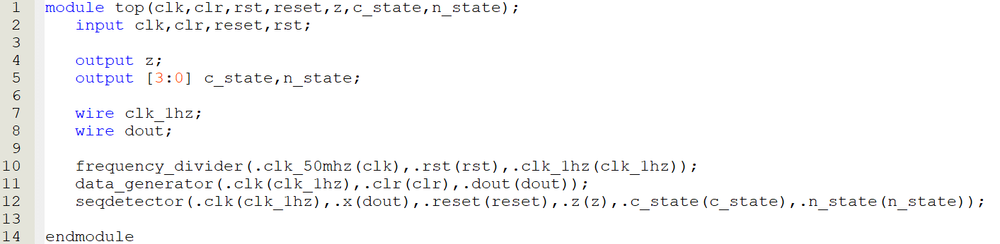 1 module top(clk,clr,rst,reset,z,c_state,n_state);
2 input clk,clr,reset,rst;
3
4 output z;
5 output [3:0] c_state,n_state;
6
7 wire clk_1hz;
8 wire dout;
9
10 frequency_divider(.clk_50mhz(clk),.rst(rst),.clk_1hz(clk_1hz));
11 data_generator(.clk(clk_1hz),.clr(clr),.dout(dout));
12 seqdetector(.clk(clk_1hz),.x(dout),.reset(reset),.z(z),.c_state(c_state),.n_state(n_state));
13
14 endmodule